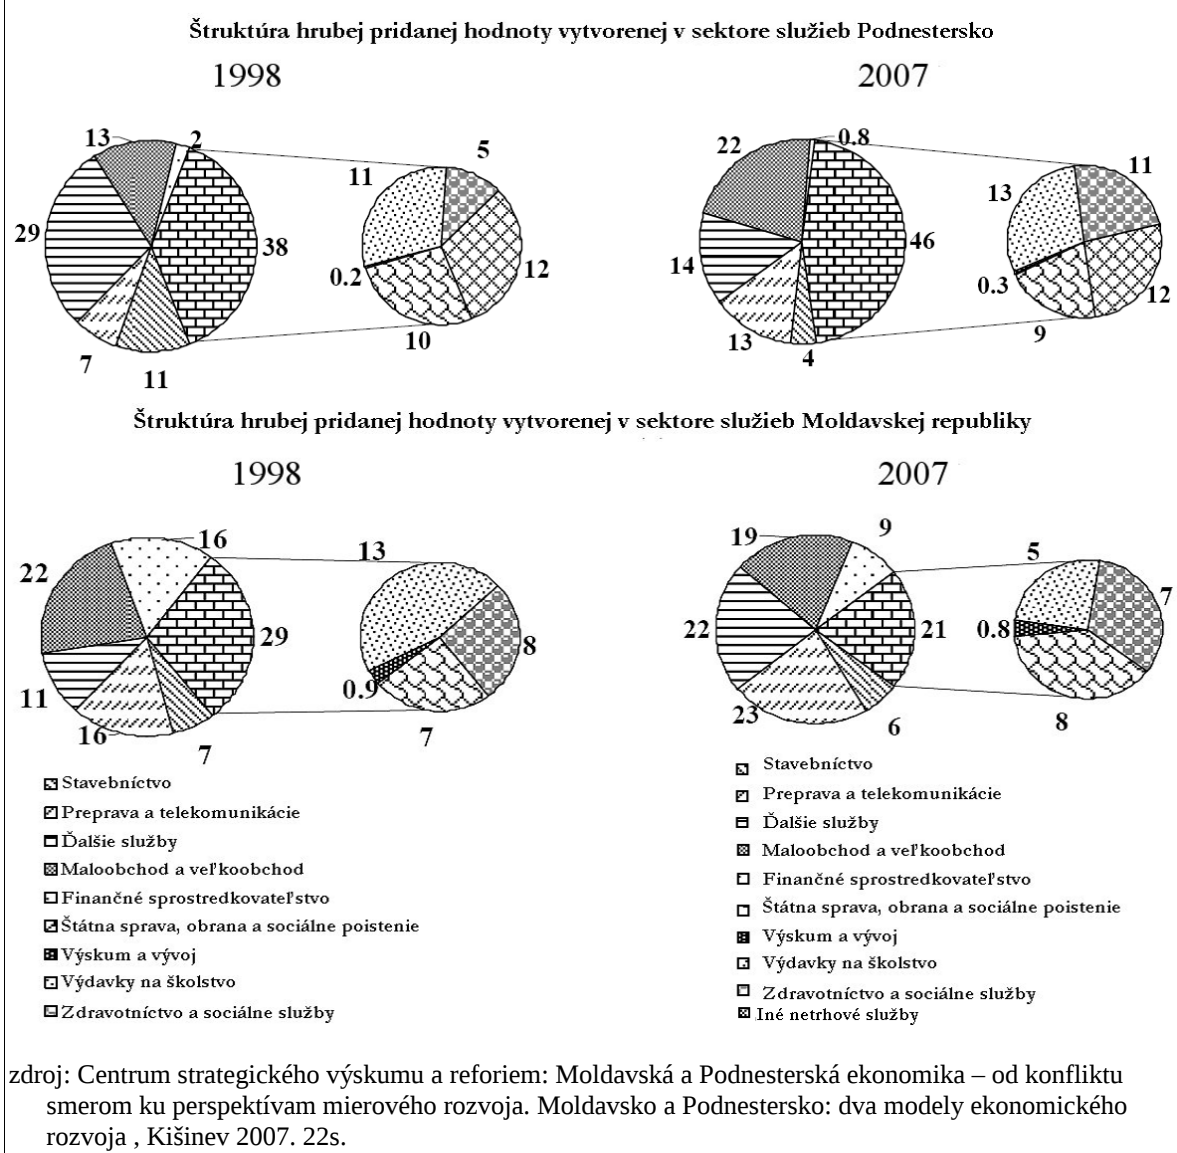 Štruktúra hrubej pridanej hodnoty vytvorenej v sektore služieb Podnestersko
1998
2007
13
2
29
38
7
11
11
5
0.2
12
10
22
0.8
14
46
13
4
13
11
0.3
12
9
Štruktúra hrubej pridanej hodnoty vytvorenej v sektore služieb Moldavskej republiky
1998
2007
16
22
29
11
16
7
13
8
0.9
7
19
9
22
21
23
6
5
7
0.8
8
Stavebníctvo
Preprava a telekomunikácie
Ďalšie služby
Maloobchod a veľkoobchod
Finančné sprostredkovateľstvo
Štátna sprava, obrana a sociálne poistenie
Výskum a vývoj
Výdavky na školstvo
Zdravotníctvo a sociálne služby
Stavebníctvo
Preprava a telekomunikácie
Ďalšie služby
Maloobchod a veľkoobchod
Finančné sprostredkovateľstvo
Štátna sprava, obrana a sociálne poistenie
Výskum a vývoj
Výdavky na školstvo
Zdravotníctvo a sociálne služby
Iné netrhové služby
zdroj: Centrum strategického výskumu a reforiem: Moldavská a Podnesterská ekonomika – od konfliktu
smerom ku perspektívam mierového rozvoja. Moldavsko a Podnestersko: dva modely ekonomického
rozvoja , Kišinev 2007. 22s.